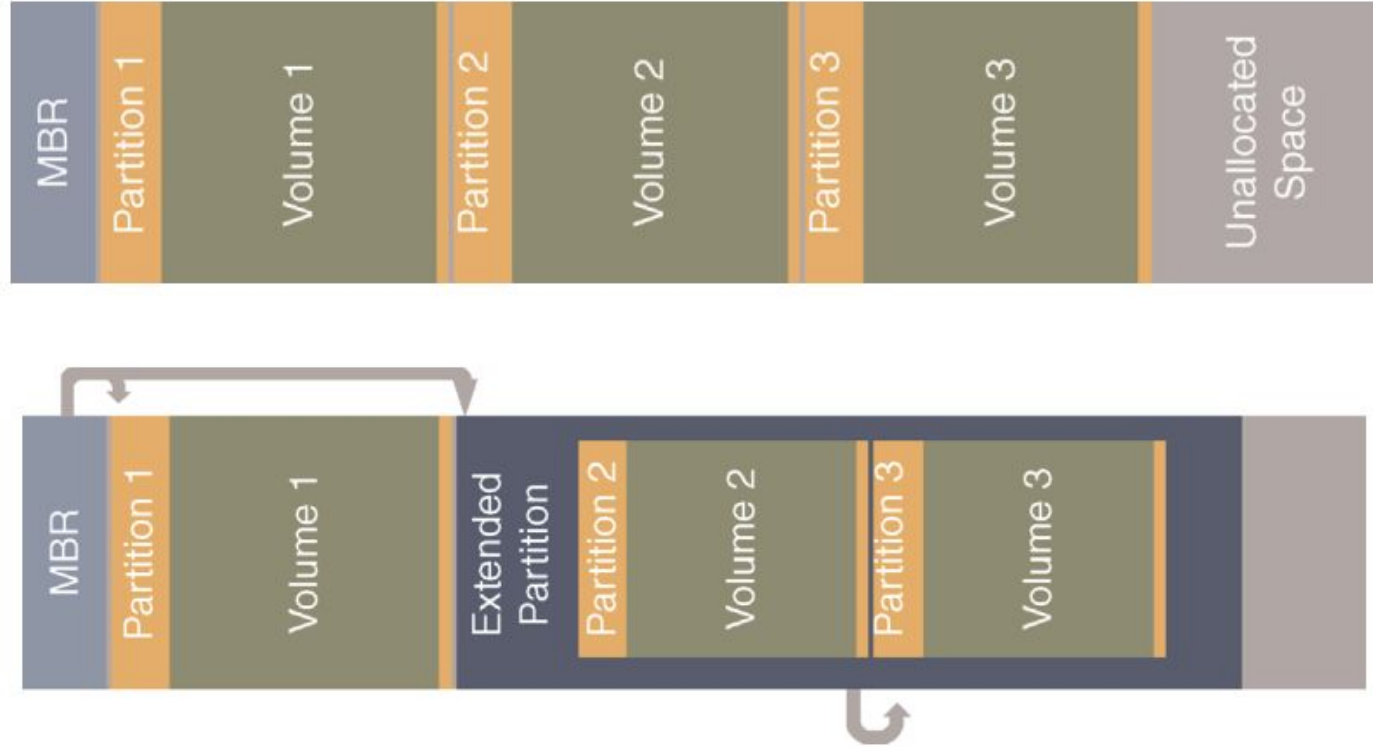 MBR
Partition 1
Volume 1
Partition 2
Volume 2
Partition 3
Volume 3
Unallocated
Space
MBR
Partition 1
Volume 1
Extended
Partition
Partition 2
Volume 2
Partition 3
Volume 3